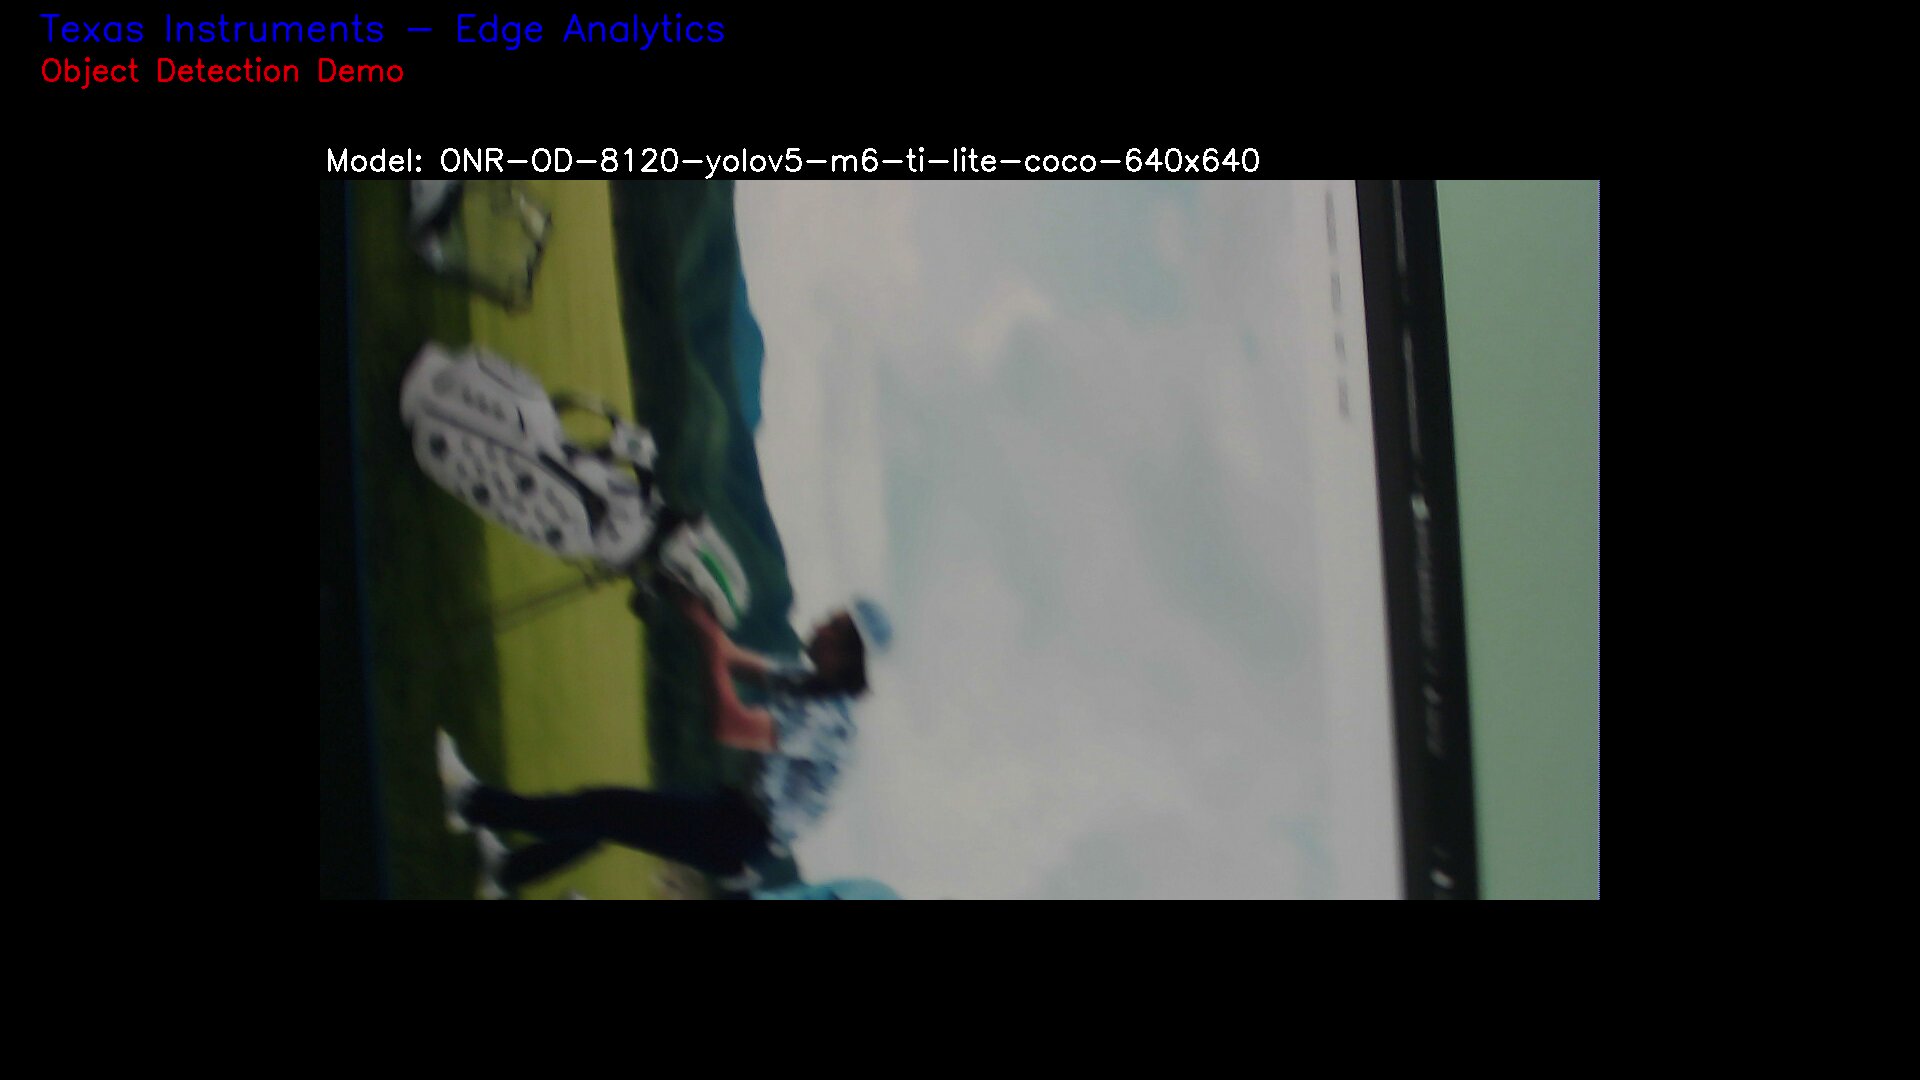 Texas Instruments - Edge Analytics
Object Detection Demo
Model: ONR-OD-8120-yolov5-m6-ti-lite-coco-640x640